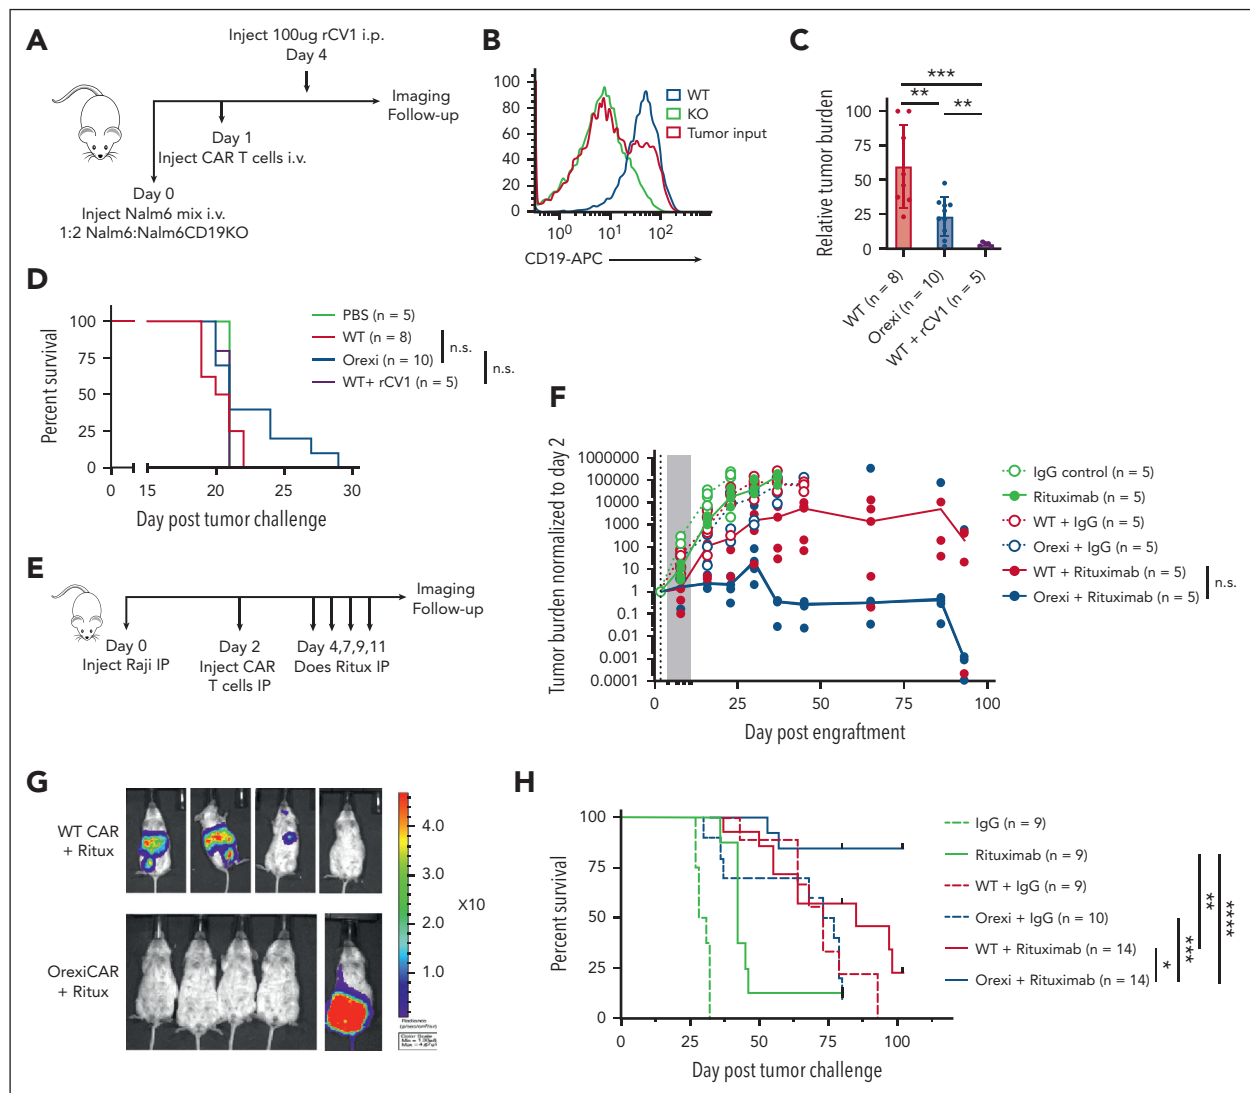 A
Inject 100ug rCV1 i.p.
Day 4
Imaging
Follow-up
Day 1
Inject CAR T cells i.v.
Day 0
Inject Nalm6 mix i.v.
1:2 Nalm6:Nalm6CD19KO
B
100
80
60
40
20
0
10⁰
10¹
10²
CD19-APC
WT
KO
Tumor input
C
***
**
**
Relative tumor burden
100
75
50
25
0
WT (n = 8)
Orexi (n = 10)
WT + rCV1 (n = 5)
D
Percent survival
100
75
50
25
0
0
15
20
25
30
Day post tumor challenge
PBS (n = 5)
WT (n = 8)
Orexi (n = 10)
WT+ rCV1 (n = 5)
n.s.
n.s.
E
Day 0
Inject Raji IP
Day 2
Inject CAR
T cells IP
Day 4,7,9,11
Does Ritux IP
Imaging
Follow-up
F
Tumor burden normalized to day 2
1000000
100000
10000
1000
100
10
1
0.1
0.01
0.001
0.0001
0
25
50
75
100
Day post engraftment
IgG control (n = 5)
Rituximab (n = 5)
WT + IgG (n = 5)
Orexi + IgG (n = 5)
WT + Rituximab (n = 5)
Orexi + Rituximab (n = 5)
n.s.
G
WT CAR
+ Ritux
OrexiCAR
+ Ritux
4.0
3.0
2.0
1.0
X10
Radiance
Color Scale
H
Percent survival
100
75
50
25
0
0
25
50
75
100
Day post tumor challenge
IgG (n = 9)
Rituximab (n = 9)
WT + IgG (n = 9)
Orexi + IgG (n = 10)
WT + Rituximab (n = 14)
Orexi + Rituximab (n = 14)
*
***
**
****